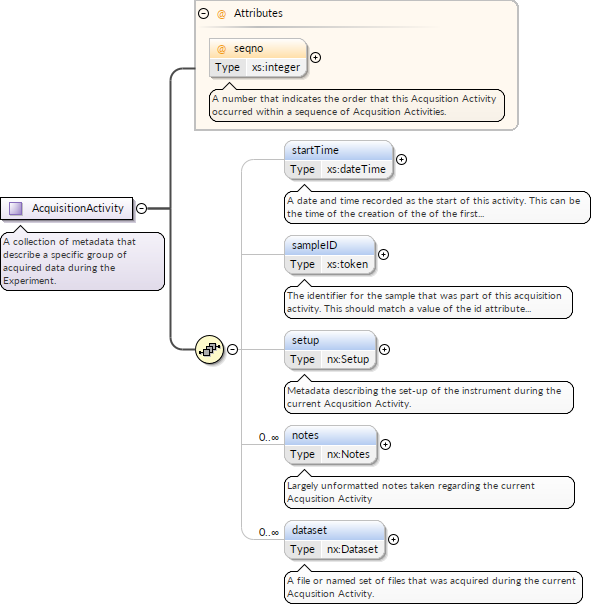 @ Attributes
@ seqno
Type xs:integer
A number that indicates the order that this Acqusition Activity
occurred within a sequence of Acqusition Activities.
startTime
Type xs:dateTime
A date and time recorded as the start of this activity. This can be
the time of the creation of the of the first...
AcquisitionActivity
A collection of metadata that
describe a specific group of
acquired data during the
Experiment.
sampleID
Type xs:token
The identifier for the sample that was part of this acquisition
activity. This should match a value of the id attribute...
setup
Type nx:Setup
Metadata describing the set-up of the instrument during the
current Acqusition Activity.
0..∞
notes
Type nx:Notes
Largely unformatted notes taken regarding the current
Acqusition Activity
0..∞
dataset
Type nx:Dataset
A file or named set of files that was acquired during the current
Acqusition Activity.